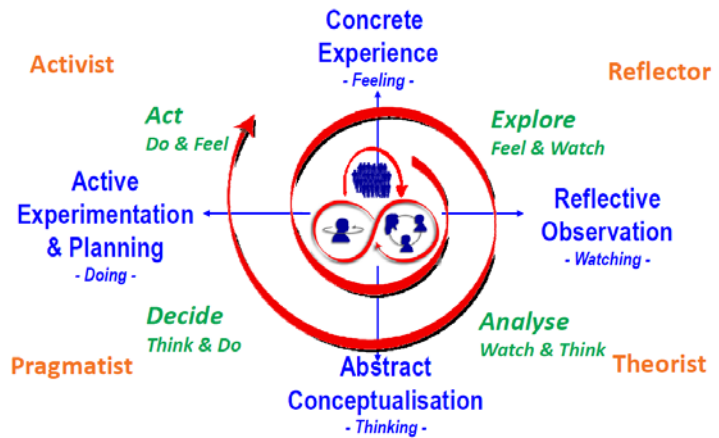 Concrete
Experience
- Feeling -
Activist
Reflector
Act
Do & Feel
Explore
Feel & Watch
Active
Experimentation
& Planning
- Doing -
Reflective
Observation
- Watching -
Decide
Think & Do
Analyse
Watch & Think
Pragmatist
Theorist
Abstract
Conceptualisation
- Thinking -